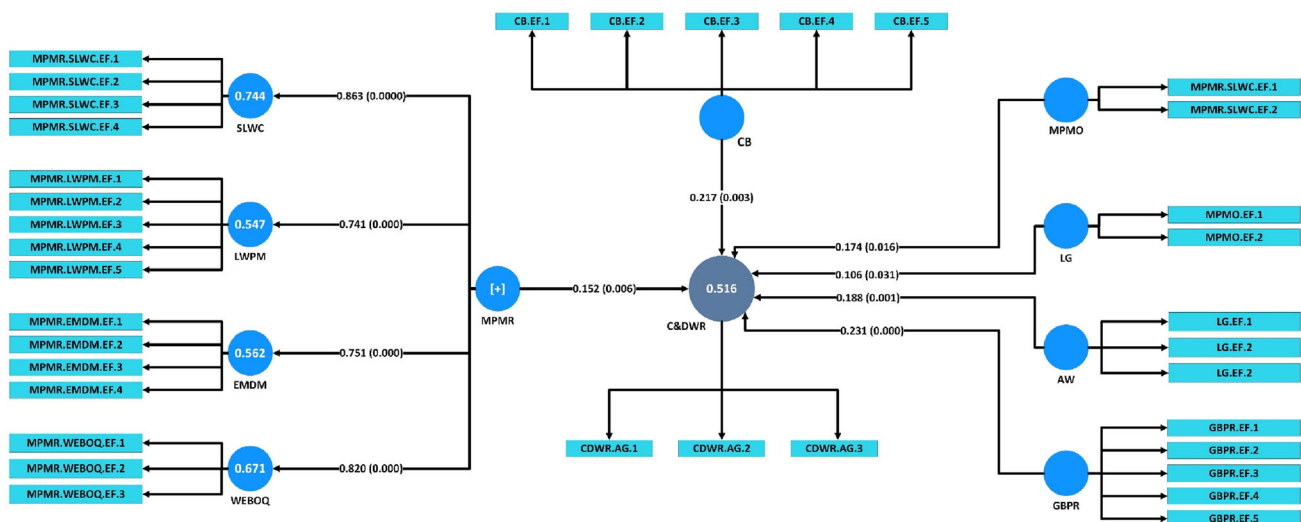 CB.EF.1
CB.EF.2
CB.EF.3
CB.EF.4
CB.EF.5
CB
MPMR.SLWC.EF.1
MPMR.SLWC.EF.2
MPMR.SLWC.EF.3
MPMR.SLWC.EF.4
0.744
SLWC
0.863 (0.0000)
MPMR.LWPM.EF.1
MPMR.LWPM.EF.2
MPMR.LWPM.EF.3
MPMR.LWPM.EF.4
MPMR.LWPM.EF.5
0.547
LWPM
0.741 (0.000)
MPMR.EMDM.EF.1
MPMR.EMDM.EF.2
MPMR.EMDM.EF.3
MPMR.EMDM.EF.4
0.562
EMDM
0.751 (0.000)
MPMR.WEBOQ.EF.1
MPMR.WEBOQ.EF.2
MPMR.WEBOQ.EF.3
0.671
WEBOQ
0.820 (0.000)
[+]
MPMR
0.152 (0.006)
0.217 (0.003)
0.516
C&DWR
CDWR.AG.1
CDWR.AG.2
CDWR.AG.3
0.174 (0.016)
0.106 (0.031)
0.188 (0.001)
0.231 (0.000)
MPMO
MPMR.SLWC.EF.1
MPMR.SLWC.EF.2
LG
MPMO.EF.1
MPMO.EF.2
AW
LG.EF.1
LG.EF.2
LG.EF.2
GBPR
GBPR.EF.1
GBPR.EF.2
GBPR.EF.3
GBPR.EF.4
GBPR.EF.5